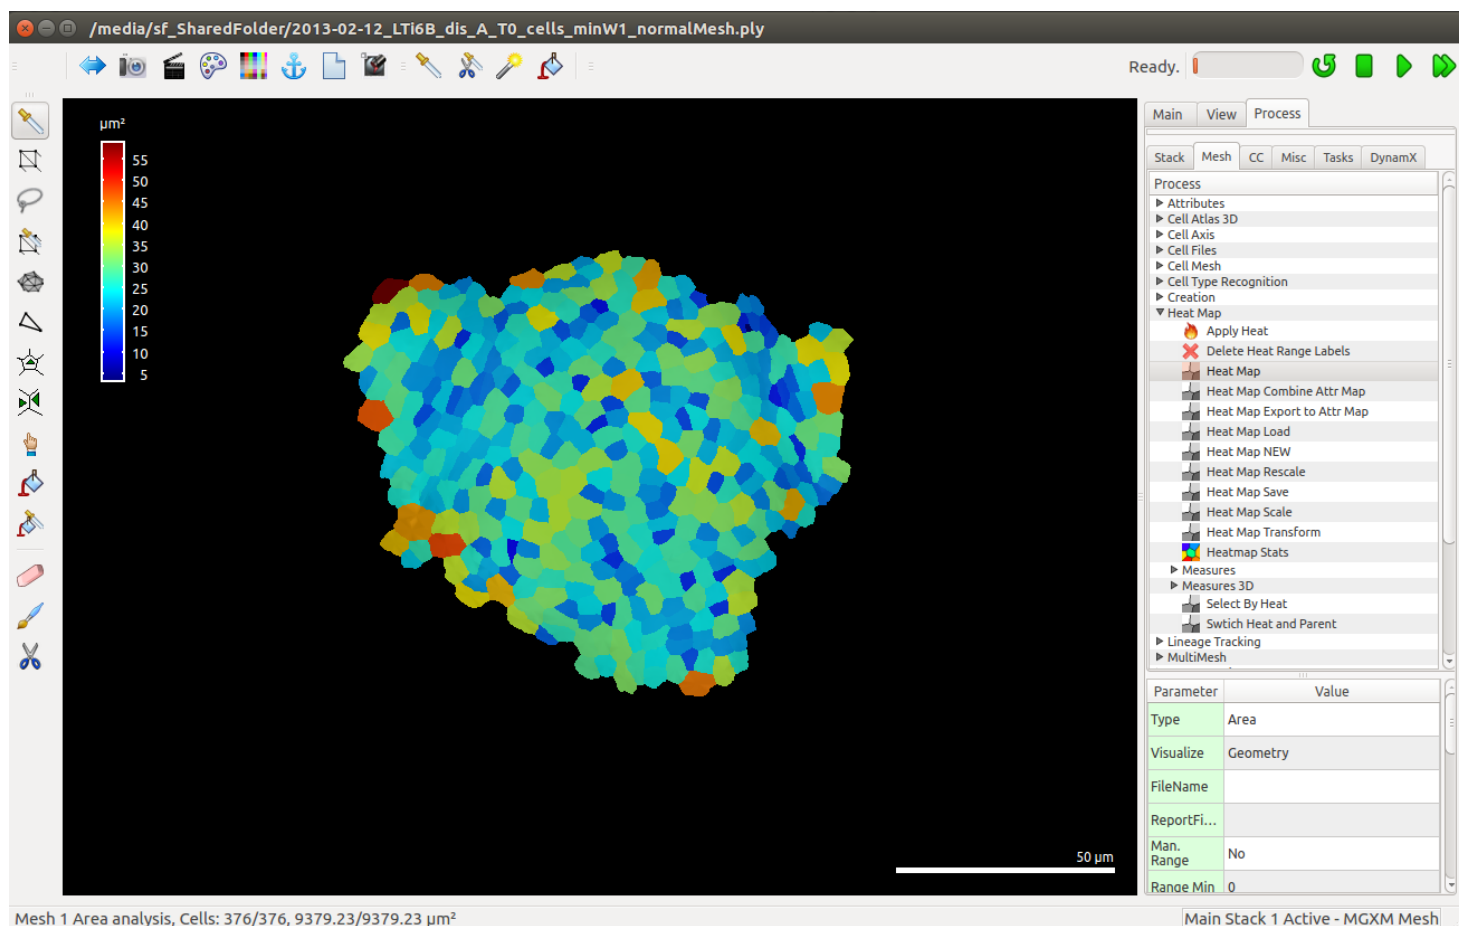 /media/sf_SharedFolder/2013-02-12_LTi6B_dis_A_T0_cells_minW1_normalMesh.ply
Ready.
µm²
55
50
45
40
35
30
25
20
15
10
5
50 µm
Main View Process
Stack Mesh CC Misc Tasks DynamX
Process
Attributes
Cell Atlas 3D
Cell Axis
Cell Files
Cell Mesh
Cell Type Recognition
Creation
Heat Map
Apply Heat
Delete Heat Range Labels
Heat Map
Heat Map Combine Attr Map
Heat Map Export to Attr Map
Heat Map Load
Heat Map NEW
Heat Map Rescale
Heat Map Save
Heat Map Scale
Heat Map Transform
Heatmap Stats
Measures
Measures 3D
Select By Heat
Swtich Heat and Parent
Lineage Tracking
MultiMesh
Parameter Value
Type Area
Visualize Geometry
FileName
ReportFi...
Man. Range No
Range Min 0
Mesh 1 Area analysis, Cells: 376/376, 9379.23/9379.23 µm²
Main Stack 1 Active - MGXM Mesh